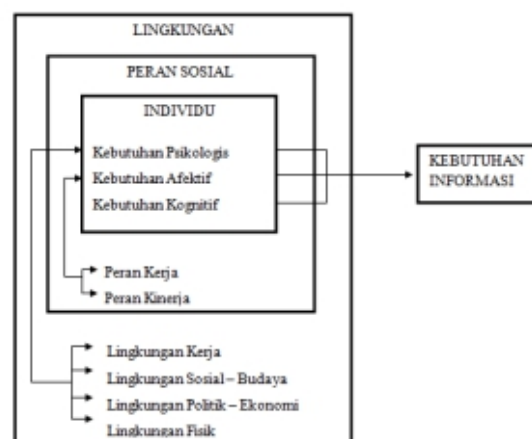 LINGKUNGAN
PERAN SOSIAL
INDIVIDU
Kebutuhan Psikologis
Kebutuhan Afektif
Kebutuhan Kognitif
KEBUTUHAN
INFORMASI
Peran Kerja
Peran Kinerja
Lingkungan Kerja
Lingkungan Sosial – Budaya
Lingkungan Politik – Ekonomi
Lingkungan Fisik